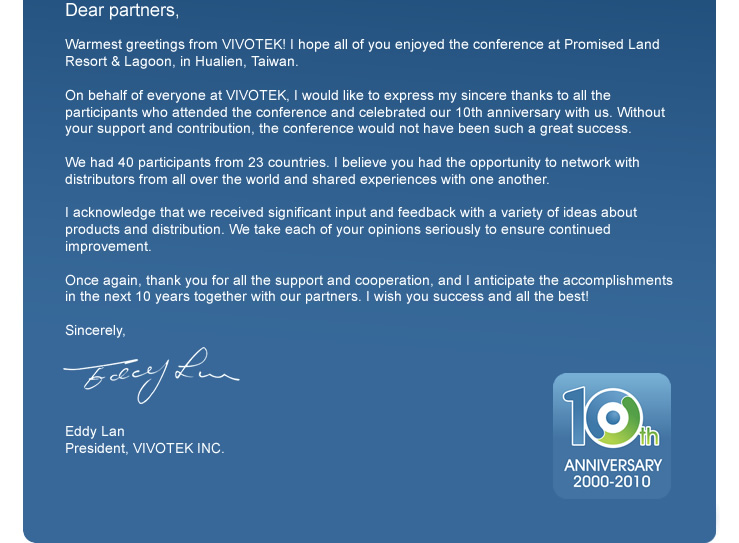 Dear partners,
Warmest greetings from VIVOTEK! I hope all of you enjoyed the conference at Promised Land
Resort & Lagoon, in Hualien, Taiwan.
On behalf of everyone at VIVOTEK, I would like to express my sincere thanks to all the
participants who attended the conference and celebrated our 10th anniversary with us. Without
your support and contribution, the conference would not have been such a great success.
We had 40 participants from 23 countries. I believe you had the opportunity to network with
distributors from all over the world and shared experiences with one another.
I acknowledge that we received significant input and feedback with a variety of ideas about
products and distribution. We take each of your opinions seriously to ensure continued
improvement.
Once again, thank you for all the support and cooperation, and I anticipate the accomplishments
in the next 10 years together with our partners. I wish you success and all the best!
Sincerely,
Eddy Lan
Eddy Lan
President, VIVOTEK INC.
10th
ANNIVERSARY
2000-2010